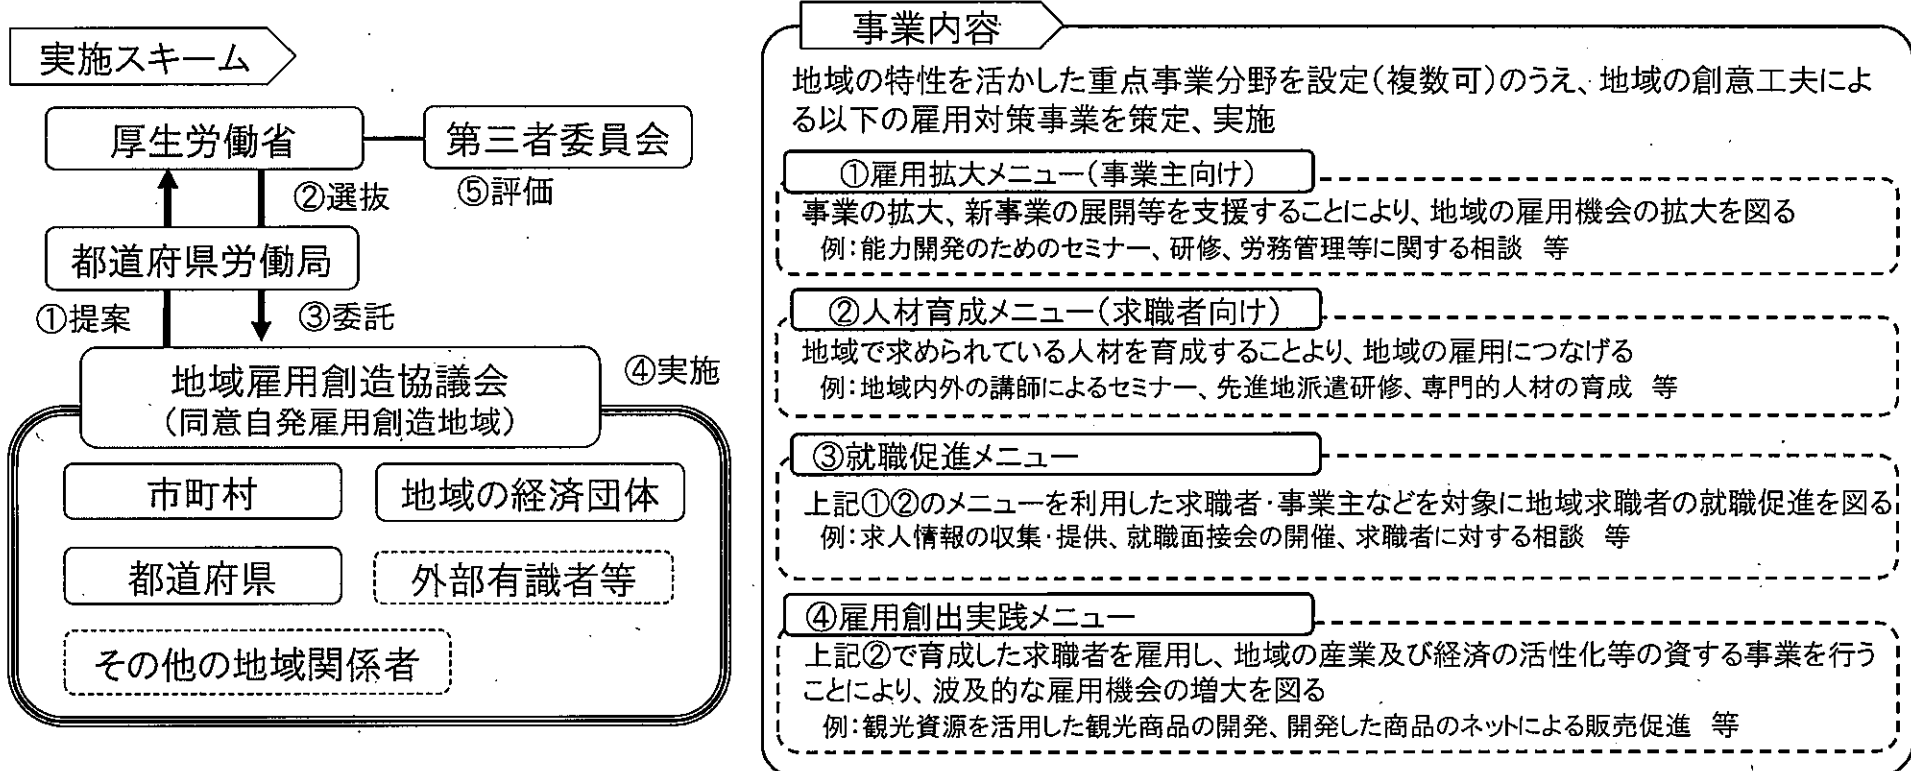 実施スキーム
厚生労働省
第三者委員会
②選抜
⑤評価
都道府県労働局
①提案
③委託
地域雇用創造協議会
(同意自発雇用創造地域)
④実施
市町村
地域の経済団体
都道府県
外部有識者等
その他の地域関係者
事業内容
地域の特性を活かした重点事業分野を設定(複数可)のうえ、地域の創意工夫によ
る以下の雇用対策事業を策定、実施
①雇用拡大メニュー(事業主向け)
事業の拡大、新事業の展開等を支援することにより、地域の雇用機会の拡大を図る
例:能力開発のためのセミナー、研修、労務管理等に関する相談 等
②人材育成メニュー(求職者向け)
地域で求められている人材を育成することより、地域の雇用につなげる
例:地域内外の講師によるセミナー、先進地派遣研修、専門的人材の育成 等
③就職促進メニュー
上記①②のメニューを利用した求職者・事業主などを対象に地域求職者の就職促進を図る
例:求人情報の収集・提供、就職面接会の開催、求職者に対する相談 等
④雇用創出実践メニュー
上記②で育成した求職者を雇用し、地域の産業及び経済の活性化等の資する事業を行う
ことにより、波及的な雇用機会の増大を図る
例:観光資源を活用した観光商品の開発、開発した商品のネットによる販売促進 等